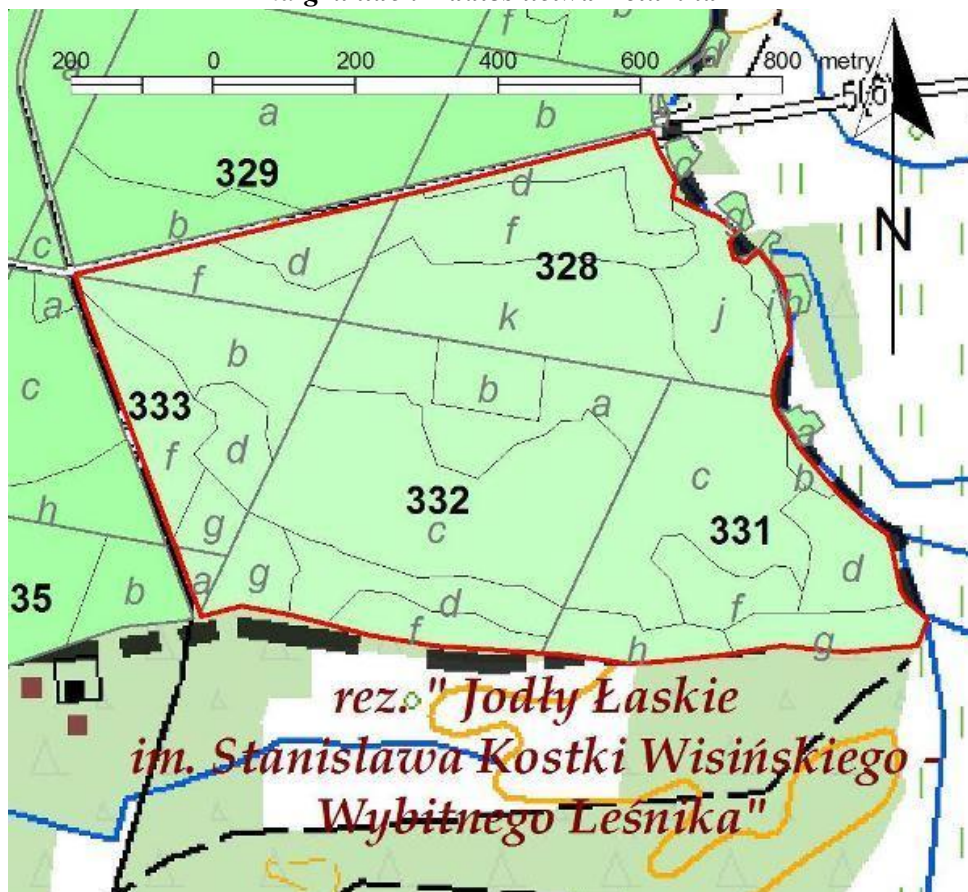 200 0 200 400 600 800 metry
f b
d
a b
a
329
50
d
b d g
c f d f 328 N
a f
k j i h
b
c b a
333
f d c a
b
332 331
h g c
d
35 b a g d f
f h g
rez. " Jodły Łaskie
im. Stanisława Kostki Wisińskiego -
Wybitnego Leśnika"